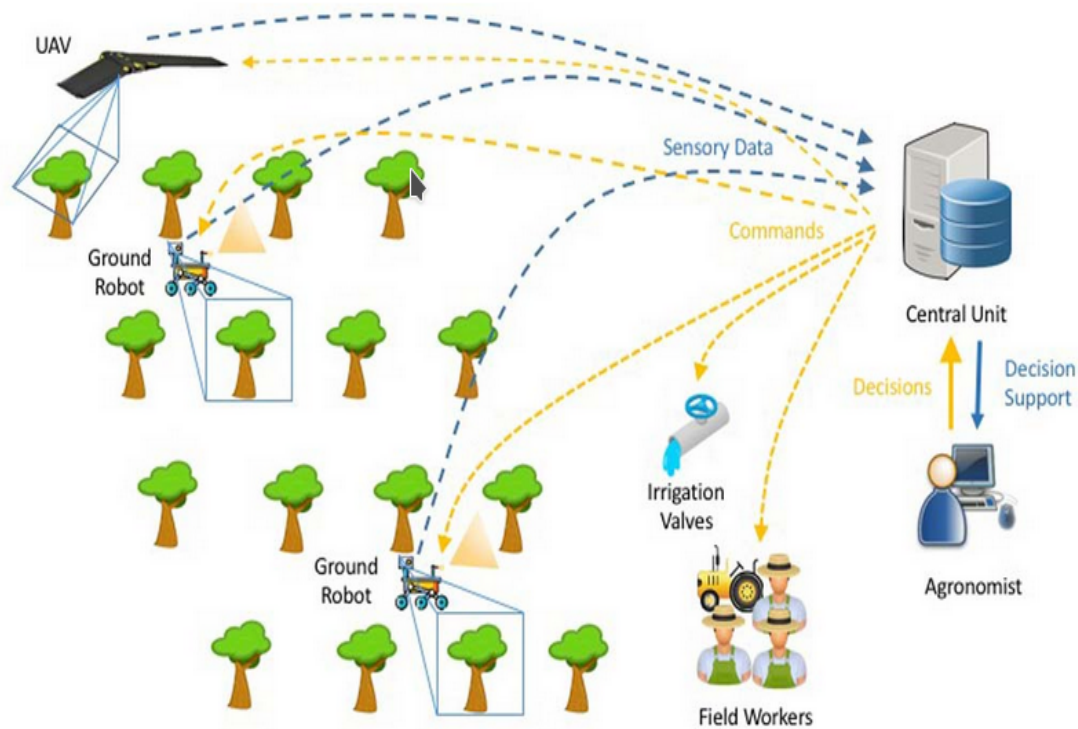 UAV
Sensory Data
Commands
Ground
Robot
Central Unit
Decisions
Decision
Support
Irrigation
Valves
Ground
Robot
Agronomist
Field Workers